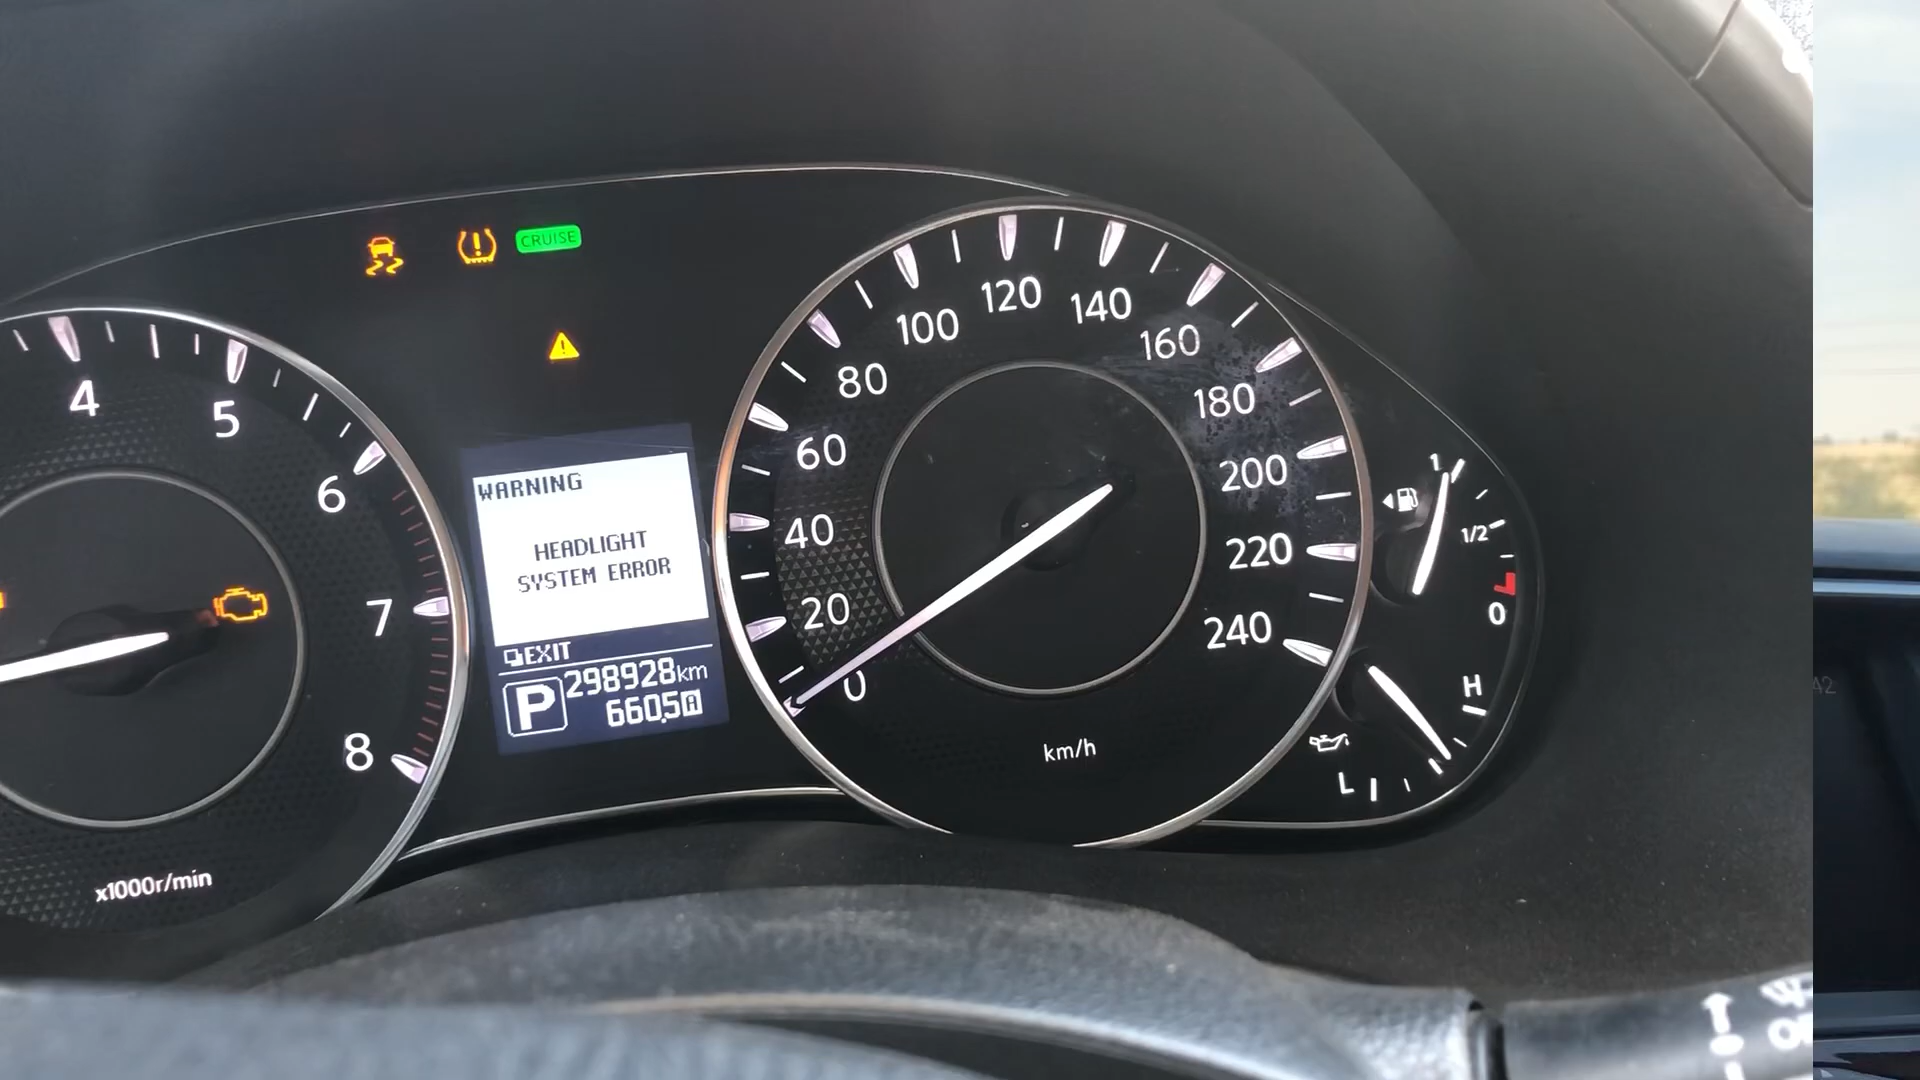 CRUISE
4
5
6
7
8
x1000r/min
WARNING
HEADLIGHT
SYSTEM ERROR
EXIT
P
298928km
660.5 A
0
20
40
60
80
100
120
140
160
180
200
220
240
km/h
1
1/2
0
H
L
A2